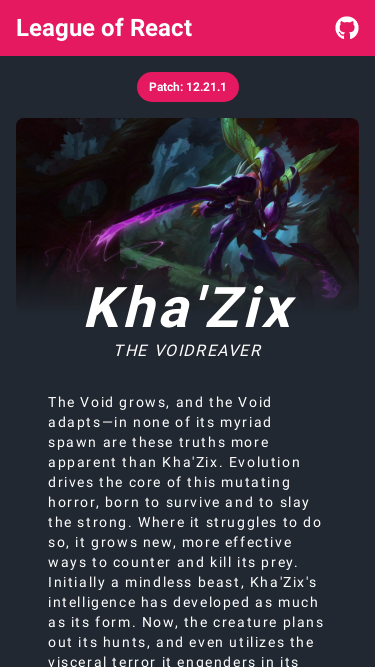 League of React
Patch: 12.21.1
Kha'Zix
THE VOIDREAVER
The Void grows, and the Void
adapts—in none of its myriad
spawn are these truths more
apparent than Kha'Zix. Evolution
drives the core of this mutating
horror, born to survive and to slay
the strong. Where it struggles to do
so, it grows new, more effective
ways to counter and kill its prey.
Initially a mindless beast, Kha'Zix's
intelligence has developed as much
as its form. Now, the creature plans
out its hunts, and even utilizes the
visceral terror it engenders in its